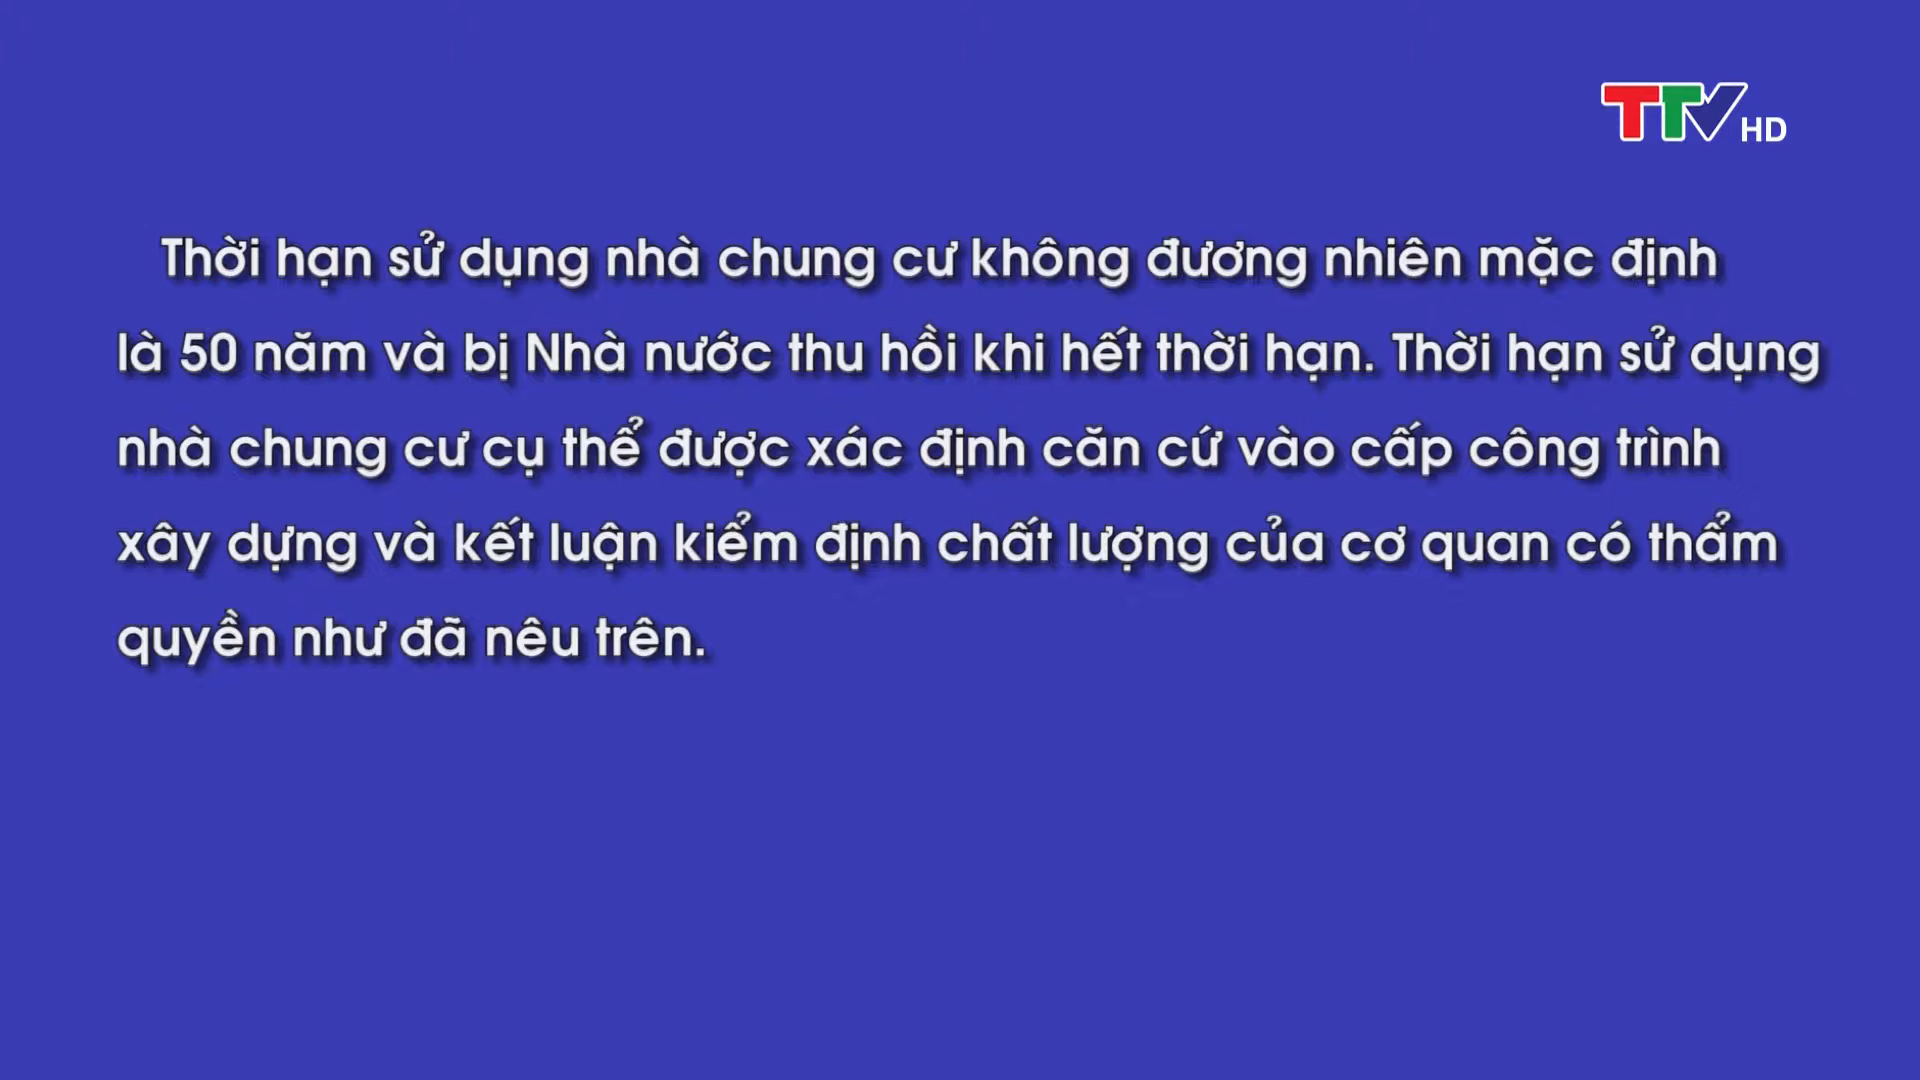 TTV HD
Thời hạn sử dụng nhà chung cư không đương nhiên mặc định
là 50 năm và bị Nhà nước thu hồi khi hết thời hạn. Thời hạn sử dụng
nhà chung cư cụ thể được xác định căn cứ vào cấp công trình
xây dựng và kết luận kiểm định chất lượng của cơ quan có thẩm
quyền như đã nêu trên.